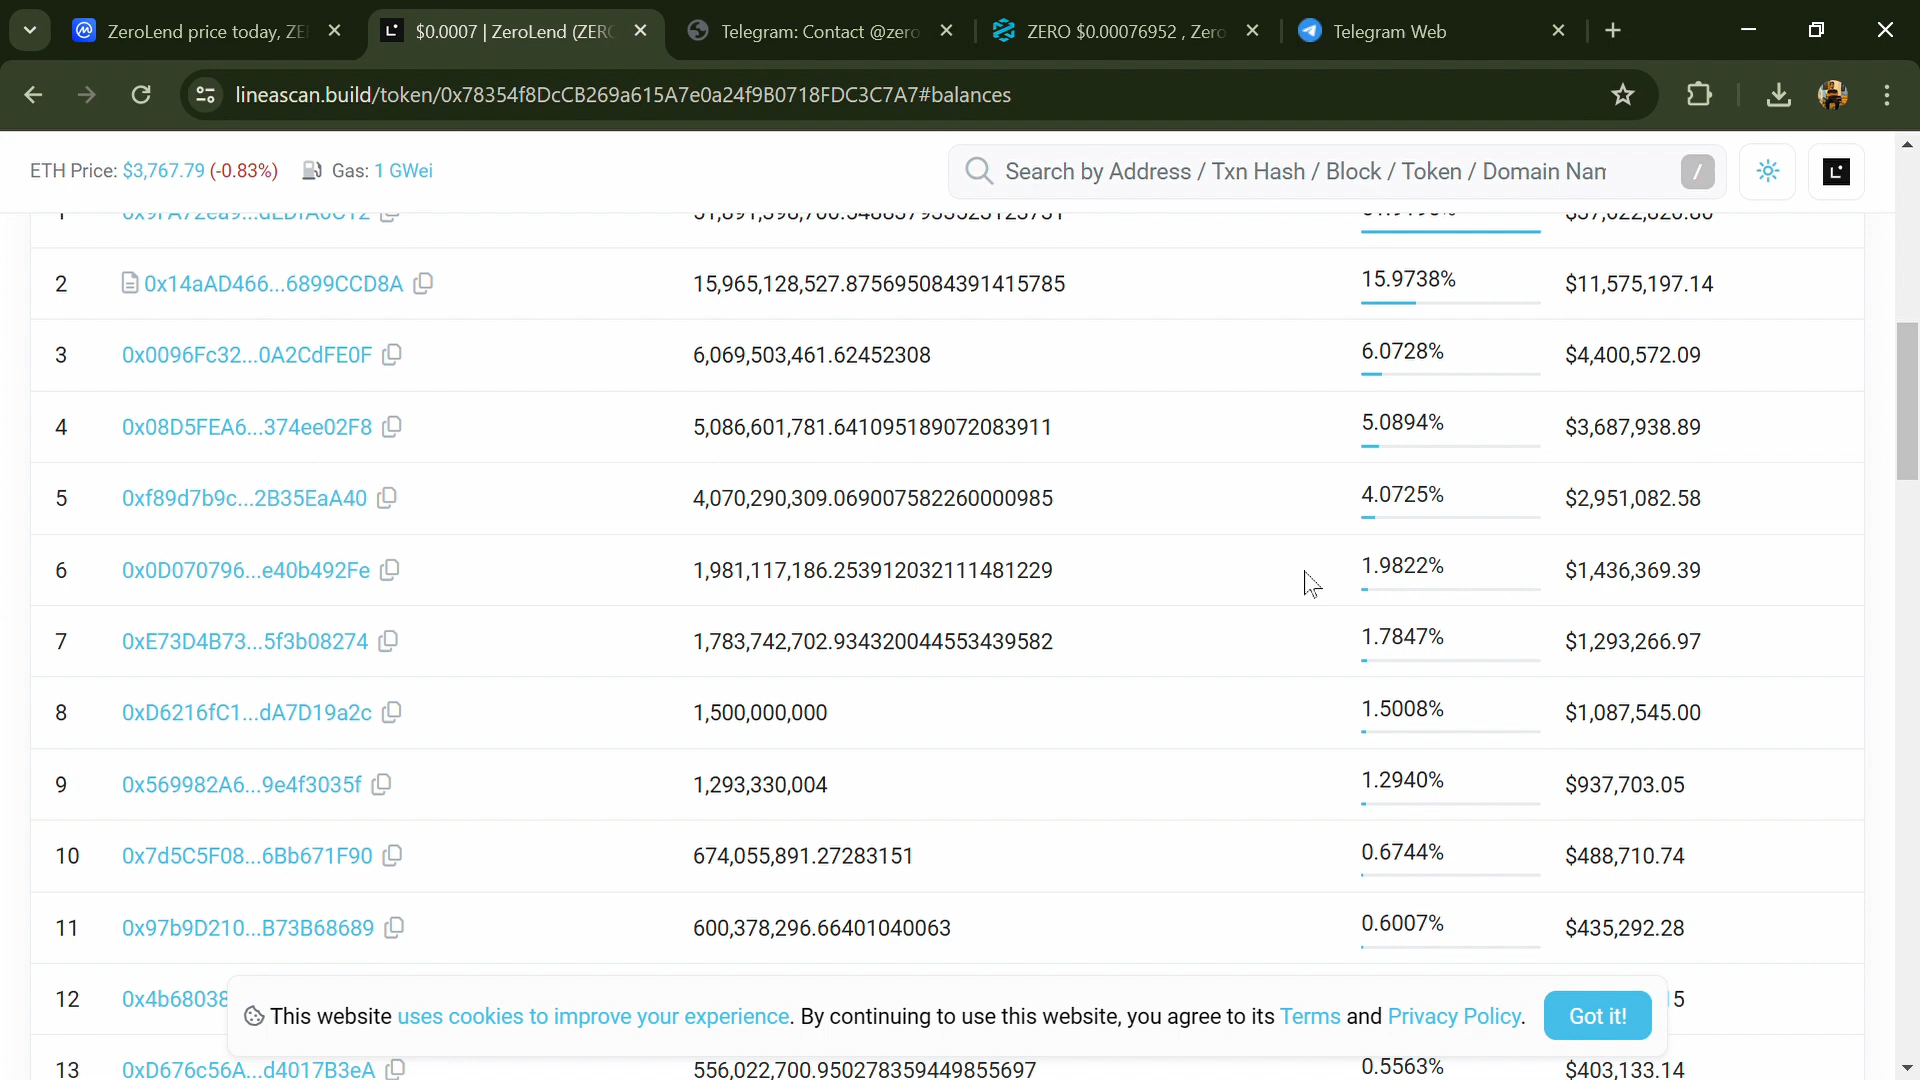 ZeroLend price today, ZE
$0.0007 | ZeroLend (ZERO
Telegram: Contact @zero
ZERO $0.00076952 , Zero
Telegram Web
lineascan.build/token/0x78354f8DcCB269a615A7e0a24f9B0718FDC3C7A7#balances
ETH Price: $3,767.79 (-0.83%) Gas: 1 GWei
Search by Address / Txn Hash / Block / Token / Domain Nam
/
2 0x14aAD466...6899CCD8A 15,965,128,527.875695084391415785 15.9738% $11,575,197.14
3 0x0096Fc32...0A2CdFE0F 6,069,503,461.62452308 6.0728% $4,400,572.09
4 0x08D5FEA6...374ee02F8 5,086,601,781.641095189072083911 5.0894% $3,687,938.89
5 0xf89d7b9c...2B35EaA40 4,070,290,309.069007582260000985 4.0725% $2,951,082.58
6 0x0D070796...e40b492Fe 1,981,117,186.253912032111481229 1.9822% $1,436,369.39
7 0xE73D4B73...5f3b08274 1,783,742,702.934320044553439582 1.7847% $1,293,266.97
8 0xD6216fC1...dA7D19a2c 1,500,000,000 1.5008% $1,087,545.00
9 0x569982A6...9e4f3035f 1,293,330,004 1.2940% $937,703.05
10 0x7d5C5F08...6Bb671F90 674,055,891.27283151 0.6744% $488,710.74
11 0x97b9D210...B73B68689 600,378,296.66401040063 0.6007% $435,292.28
12 0x4b68038 5
This website uses cookies to improve your experience. By continuing to use this website, you agree to its Terms and Privacy Policy. Got it!
13 0xD676c56A...d4017B3eA 556,022,700.950278359449855697 0.5563% $403,133.14